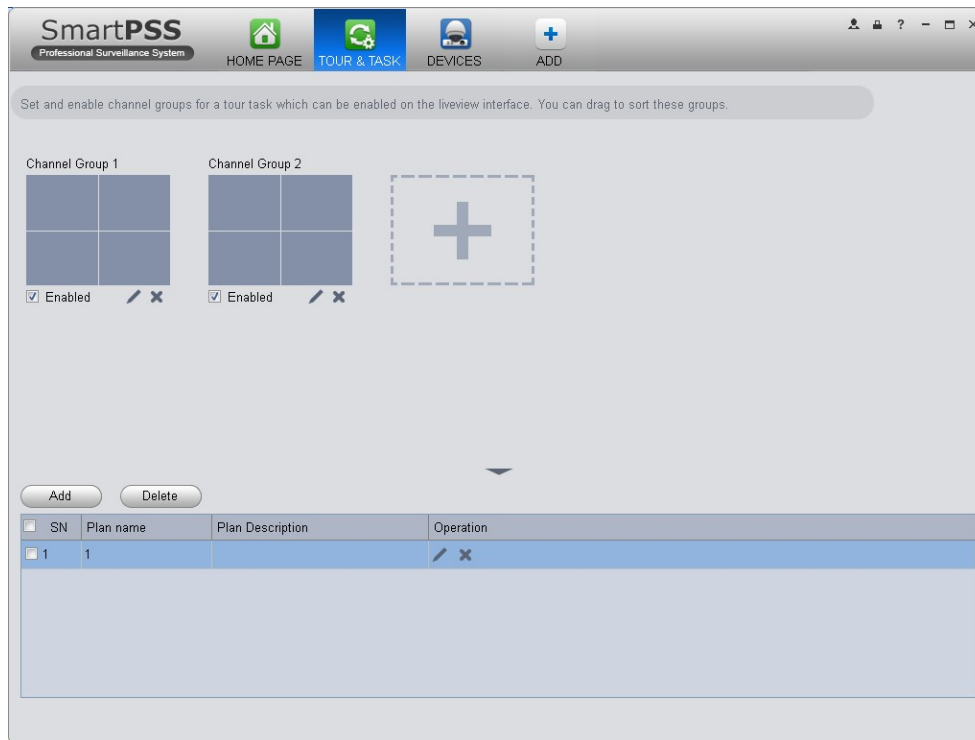 SmartPSS
Professional Surveillance System
HOME PAGE
TOUR & TASK
DEVICES
ADD
?
Set and enable channel groups for a tour task which can be enabled on the liveview interface. You can drag to sort these groups.
Channel Group 1
Channel Group 2
Enabled
Enabled
Add
Delete
SN Plan name Plan Description Operation
1 1